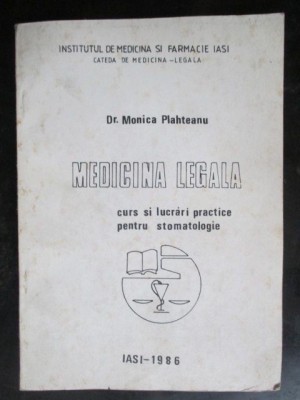 INSTITUTUL DE MEDICINA SI FARMACIE IASI
CATEDA DE MEDICINA-LEGALA
Dr. Monica Plahteanu
MEDICINA LEGALA
curs si lucrări practice
pentru stomatologie
IASI-1986